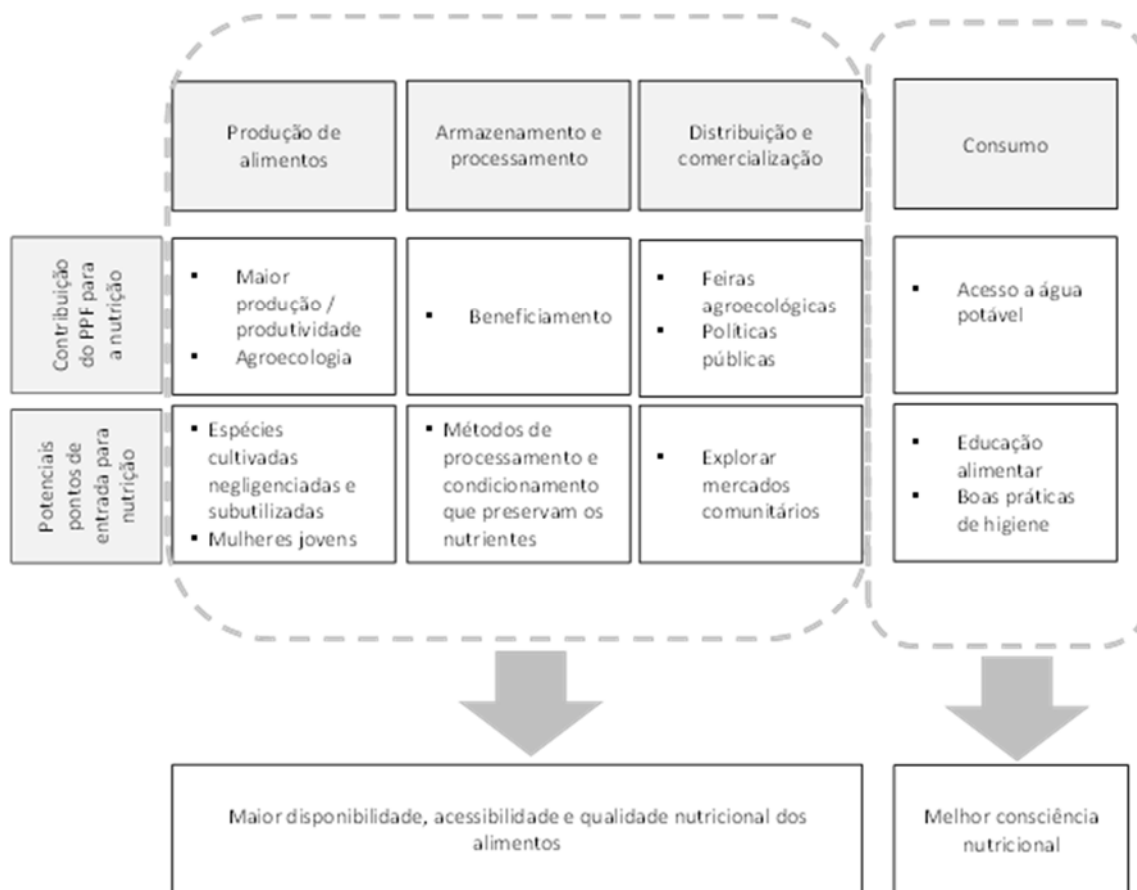 Produção de
alimentos
Armazenamento e
processamento
Distribuição e
comercialização
Consumo
Contribuição
do PPF para
a nutrição
▪ Maior
produção /
produtividade
▪ Agroecologia
▪ Beneficiamento
▪ Feiras
agroecológicas
▪ Políticas
públicas
▪ Acesso a água
potável
Potenciais
pontos de
entrada para
nutrição
▪ Espécies
cultivadas
negligenciadas e
subutilizadas
▪ Mulheres jovens
▪ Métodos de
processamento e
condicionamento
que preservam os
nutrientes
▪ Explorar
mercados
comunitários
▪ Educação
alimentar
▪ Boas práticas
de higiene
Maior disponibilidade, acessibilidade e qualidade nutricional dos
alimentos
Melhor consciência
nutricional